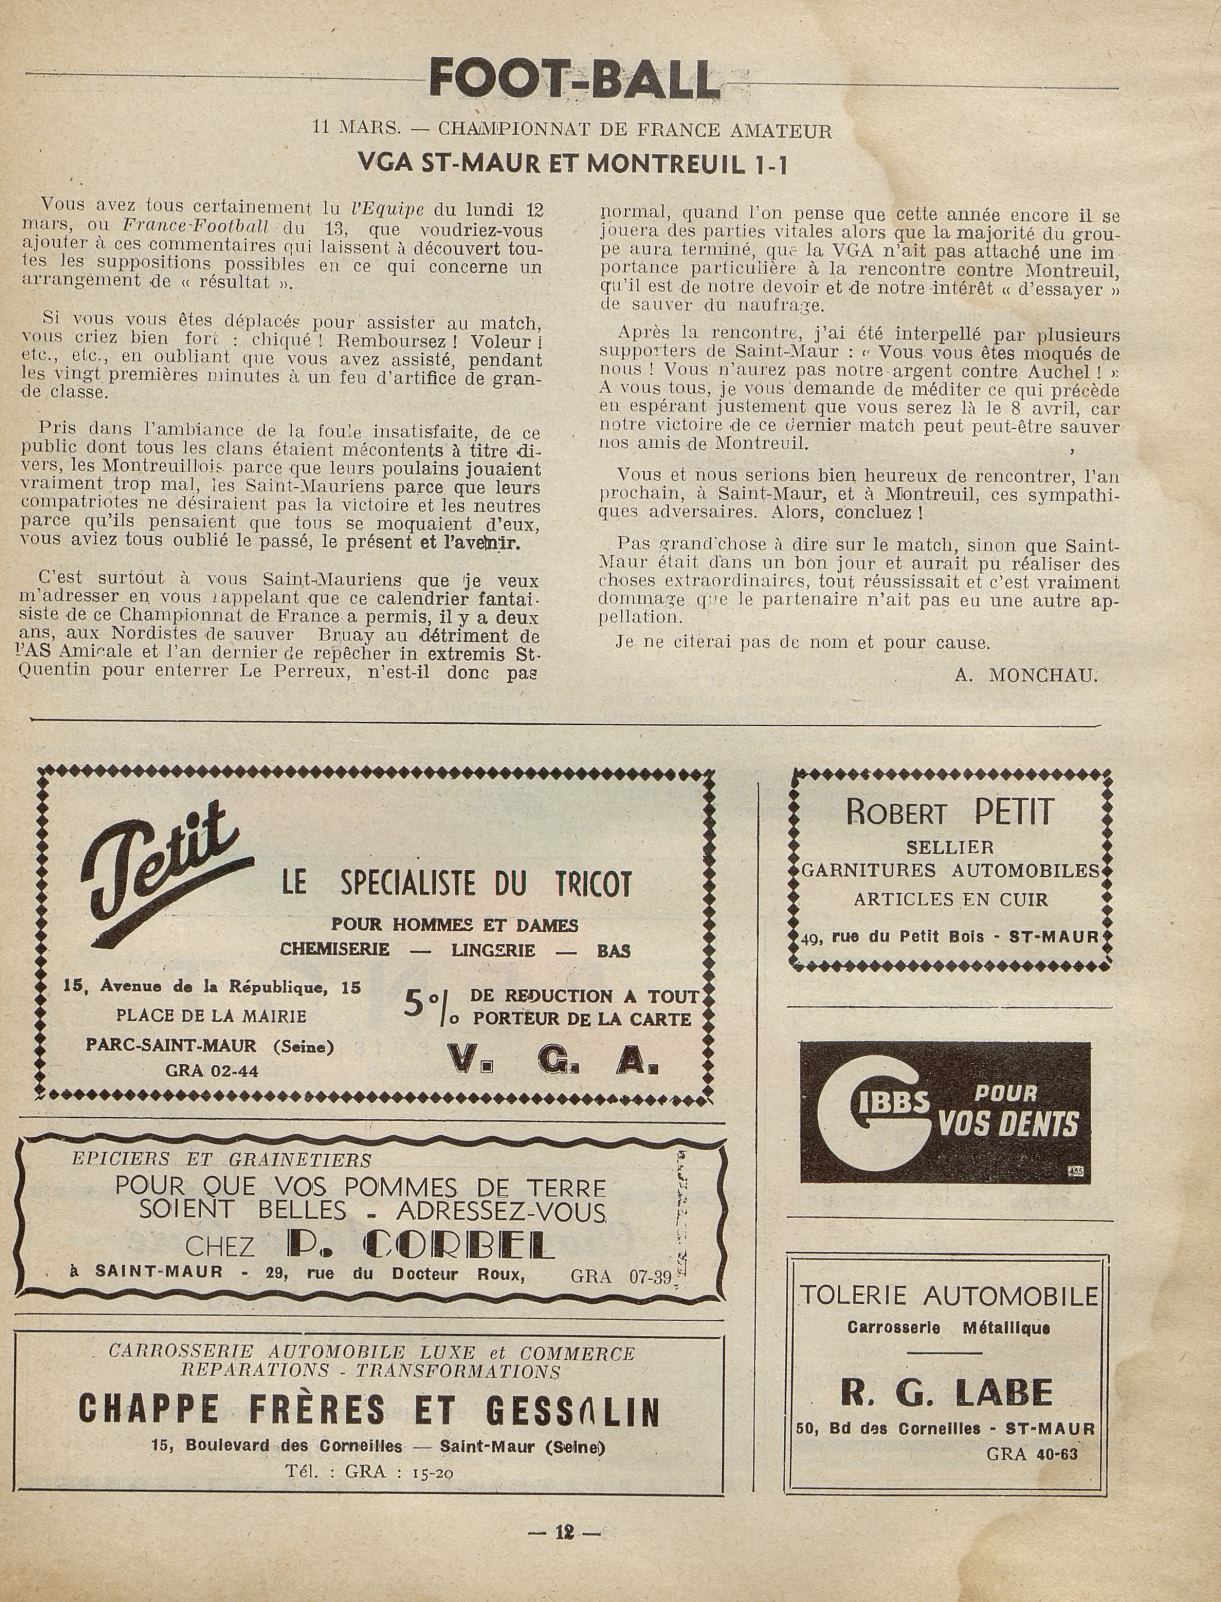 FOOT-BALL
11 MARS. — CHAMPIONNAT DE FRANCE AMATEUR
VGA ST-MAUR ET MONTREUIL 1-1
Vous avez tous certainement lu l'Equipe du lundi 12
mars, ou France-Football du 13, que voudriez-vous
ajouter à ces commentaires qui laissent à découvert tou-
tes les suppositions possibles en ce qui concerne un
arrangement de « résultat ».
Si vous vous êtes déplacés pour assister au match,
vous criez bien fort : chiqué ! Remboursez ! Voleur !
etc., etc., en oubliant que vous avez assisté, pendant
les vingt premières minutes à un feu d'artifice de gran-
de classe.
Pris dans l'ambiance de la foule insatisfaite, de ce
public dont tous les clans étaient mécontents à titre di-
vers, les Montreuillois parce que leurs poulains jouaient
vraiment trop mal, les Saint-Mauriens parce que leurs
compatriotes ne désiraient pas la victoire et les neutres
parce qu'ils pensaient que tous se moquaient d'eux,
vous aviez tous oublié le passé, le présent et l'avenir.
C'est surtout à vous Saint-Mauriens que je veux
m'adresser en vous rappelant que ce calendrier fantai-
siste de ce Championnat de France a permis, il y a deux
ans, aux Nordistes de sauver Bruay au détriment de
l'AS Amicale et l'an dernier de repêcher in extremis St-
Quentin pour enterrer Le Perreux, n'est-il donc pas
normal, quand l'on pense que cette année encore il se
jouera des parties vitales alors que la majorité du grou-
pe aura terminé, que la VGA n'ait pas attaché une im-
portance particulière à la rencontre contre Montreuil,
qu'il est de notre devoir et de notre intérêt « d'essayer »
de sauver du naufrage.
Après la rencontre, j'ai été interpellé par plusieurs
supporters de Saint-Maur : « Vous vous êtes moqués de
nous ! Vous n'aurez pas notre argent contre Auchel ! »
A vous tous, je vous demande de méditer ce qui précède
en espérant justement que vous serez là le 8 avril, car
notre victoire de ce dernier match peut peut-être sauver
nos amis de Montreuil.
Vous et nous serions bien heureux de rencontrer, l'an
prochain, à Saint-Maur, et à Montreuil, ces sympathi-
ques adversaires. Alors, concluez !
Pas grand'chose à dire sur le match, sinon que Saint-
Maur était dans un bon jour et aurait pu réaliser des
choses extraordinaires, tout réussissait et c'est vraiment
dommage que le partenaire n'ait pas eu une autre ap-
pellation.
Je ne citerai pas de nom et pour cause.
A. MONCHAU.
Petit
LE SPECIALISTE DU TRICOT
POUR HOMMES ET DAMES
CHEMISERIE — LINGERIE — BAS
15, Avenue de la République, 15
PLACE DE LA MAIRIE
PARC-SAINT-MAUR (Seine)
GRA 02-44
5 % DE REDUCTION A TOUT
PORTEUR DE LA CARTE
V. G. A.
EPICIERS ET GRAINETIERS
POUR QUE VOS POMMES DE TERRE
SOIENT BELLES - ADRESSEZ-VOUS
CHEZ P. CORBEL
à SAINT-MAUR - 29, rue du Docteur Roux, GRA 07-39
CARROSSERIE AUTOMOBILE LUXE et COMMERCE
REPARATIONS - TRANSFORMATIONS
CHAPPE FRÈRES ET GESSALIN
15, Boulevard des Corneilles — Saint-Maur (Seine)
Tél. : GRA : 15-20
ROBERT PETIT
SELLIER
GARNITURES AUTOMOBILES
ARTICLES EN CUIR
49, rue du Petit Bois - ST-MAUR
GIBBS POUR
VOS DENTS
TOLERIE AUTOMOBILE
Carrosserie Métallique
R. G. LABE
50, Bd des Corneilles - ST-MAUR
GRA 40-63
— 12 —